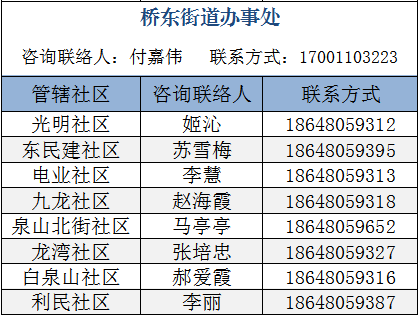 桥东街道办事处
咨询联络人：付嘉伟 联系方式：17001103223
管辖社区 咨询联络人 联系方式
光明社区 姬沁 18648059312
东民建社区 苏雪梅 18648059395
电业社区 李慧 18648059313
九龙社区 赵海霞 18648059318
泉山北街社区 马亭亭 18648059652
龙湾社区 张培忠 18648059327
白泉山社区 郝爱霞 18648059316
利民社区 李丽 18648059387